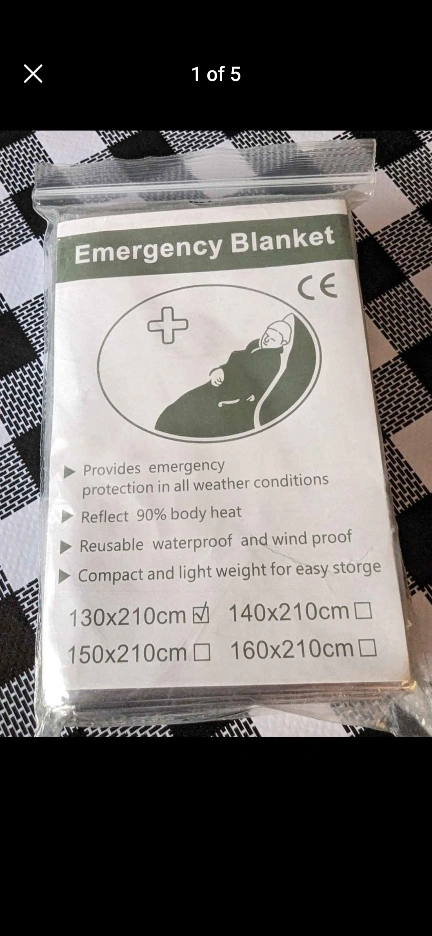 1 of 5
Emergency Blanket
CE
Provides emergency
protection in all weather conditions
Reflect 90% body heat
Reusable waterproof and wind proof
Compact and light weight for easy storge
130x210cm ☑ 140x210cm ☐
150x210cm ☐ 160x210cm ☐